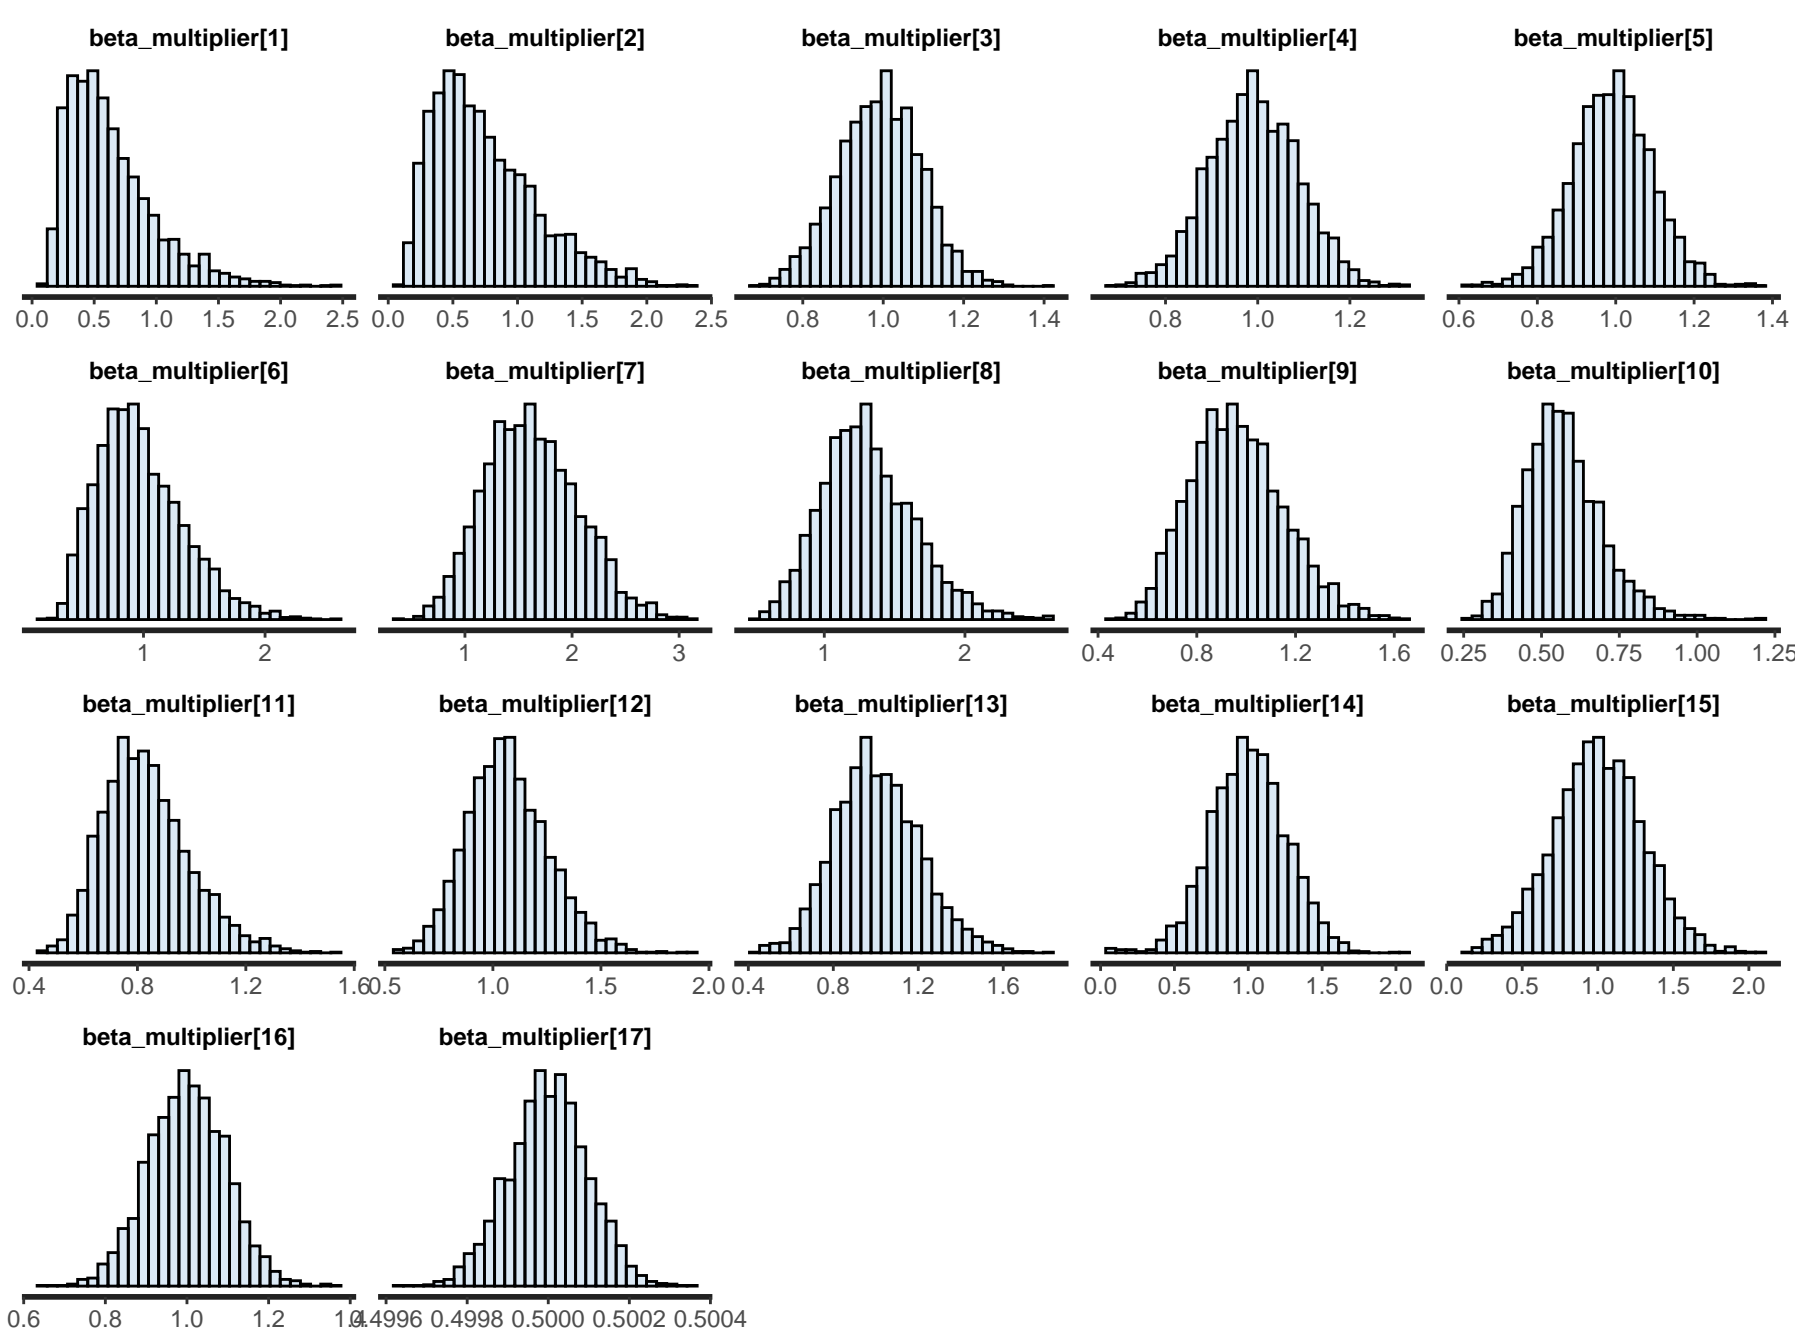 beta_multiplier[1] beta_multiplier[2] beta_multiplier[3] beta_multiplier[4] beta_multiplier[5]
0.0 0.5 1.0 1.5 2.0 2.5 0.0 0.5 1.0 1.5 2.0 2.5 0.8 1.0 1.2 1.4 0.8 1.0 1.2 0.6 0.8 1.0 1.2 1.4
beta_multiplier[6] beta_multiplier[7] beta_multiplier[8] beta_multiplier[9] beta_multiplier[10]
1 2 1 2 3 1 2 0.4 0.8 1.2 1.6 0.25 0.50 0.75 1.00 1.25
beta_multiplier[11] beta_multiplier[12] beta_multiplier[13] beta_multiplier[14] beta_multiplier[15]
0.4 0.8 1.2 1.6 0.5 1.0 1.5 2.0 0.4 0.8 1.2 1.6 0.0 0.5 1.0 1.5 2.0 0.0 0.5 1.0 1.5 2.0
beta_multiplier[16] beta_multiplier[17]
0.6 0.8 1.0 1.2 1.4 0.4996 0.4998 0.5000 0.5002 0.5004